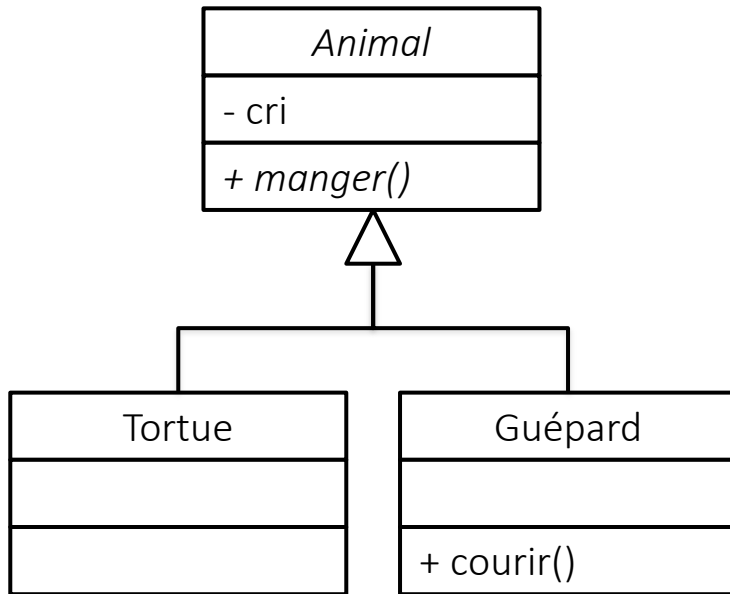 Animal
- cri
+ manger()
Tortue
Guépard
+ courir()